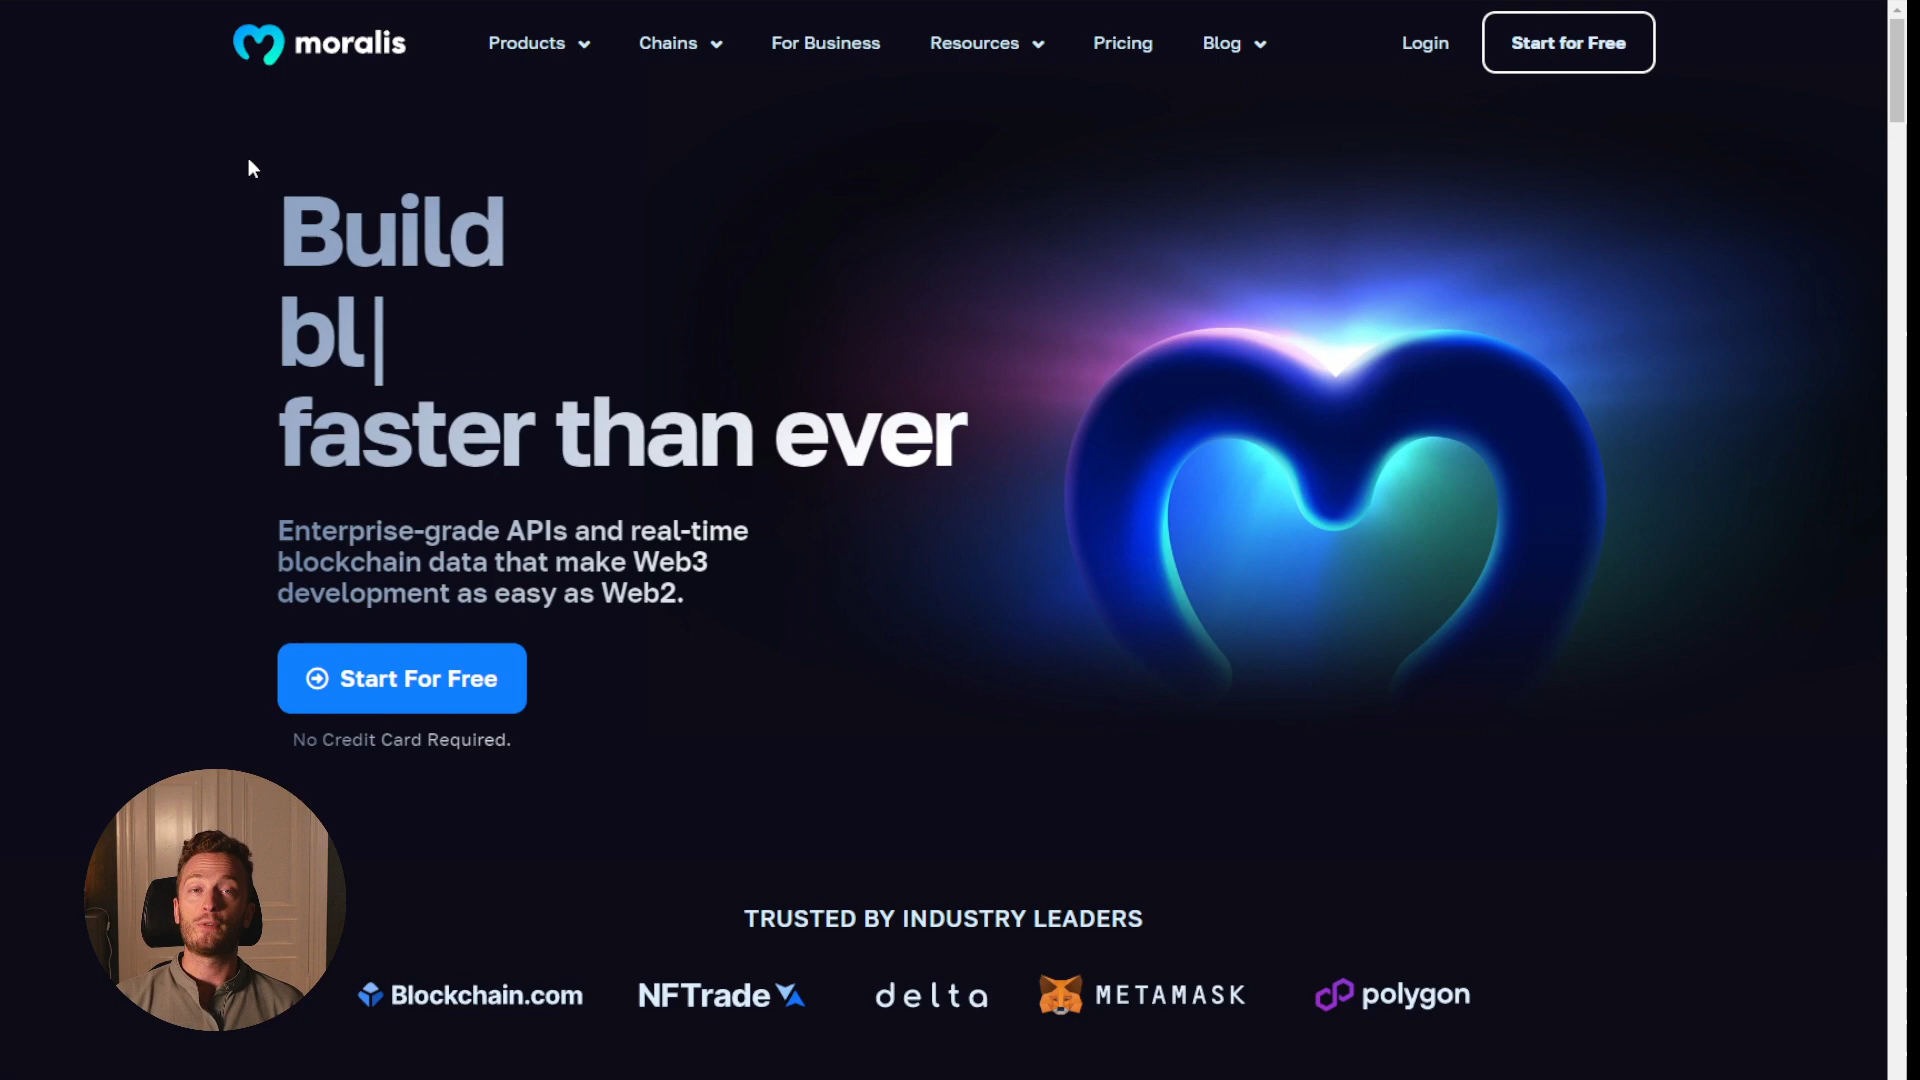 moralis Products Chains For Business Resources Pricing Blog Login Start for Free
Build
bl|
faster than ever
Enterprise-grade APIs and real-time
blockchain data that make Web3
development as easy as Web2.
Start For Free
No Credit Card Required.
TRUSTED BY INDUSTRY LEADERS
Blockchain.com NFTrade delta METAMASK polygon